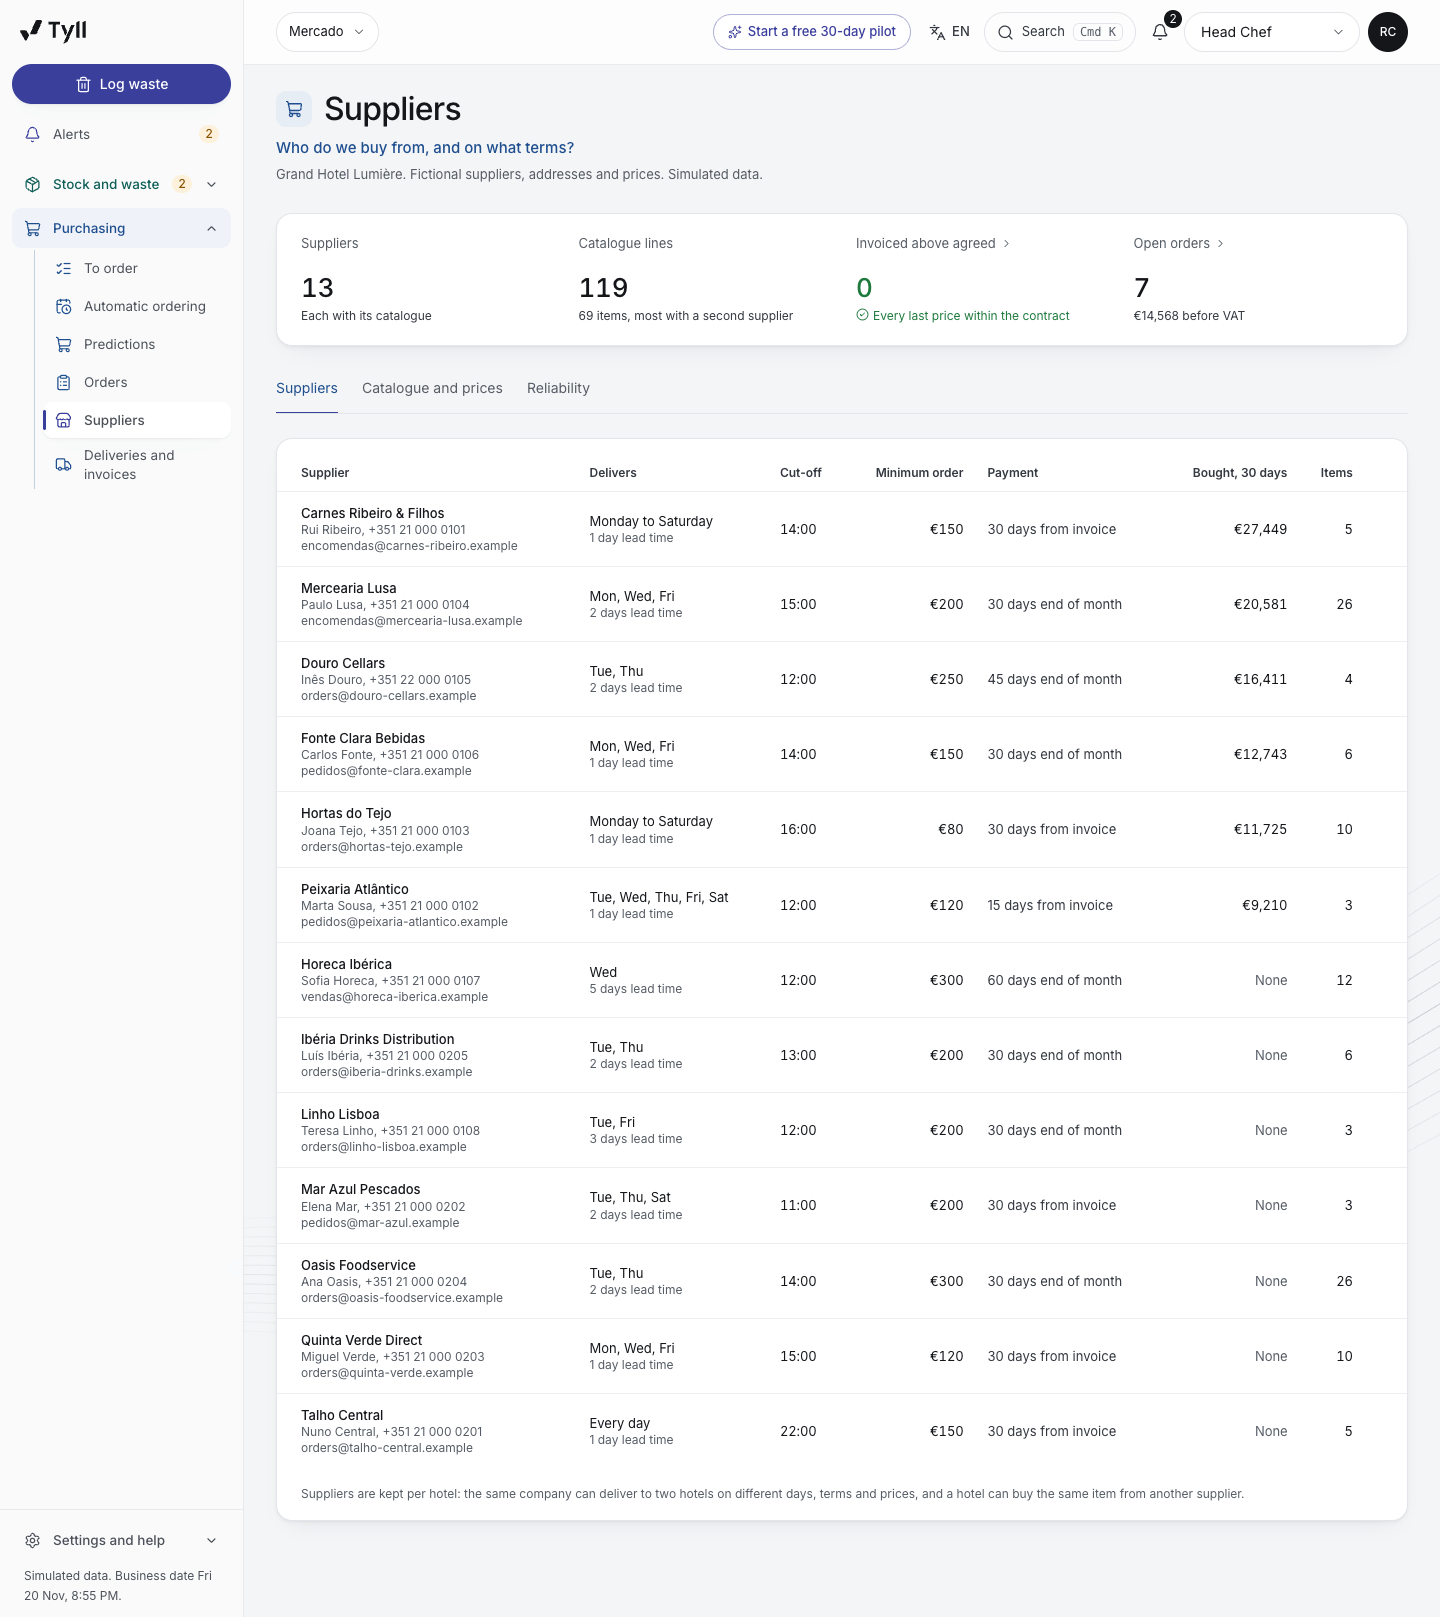 Tyll
Log waste
Alerts 2
Stock and waste 2
Purchasing
To order
Automatic ordering
Predictions
Orders
Suppliers
Deliveries and
invoices
Settings and help
Simulated data. Business date Fri
20 Nov, 8:55 PM.
Mercado
Start a free 30-day pilot
EN
Search Cmd K
2
Head Chef
RC
Suppliers
Who do we buy from, and on what terms?
Grand Hotel Lumière. Fictional suppliers, addresses and prices. Simulated data.
Suppliers
13
Each with its catalogue
Catalogue lines
119
69 items, most with a second supplier
Invoiced above agreed
0
Every last price within the contract
Open orders
7
€14,568 before VAT
Suppliers Catalogue and prices Reliability
Supplier Delivers Cut-off Minimum order Payment Bought, 30 days Items
Carnes Ribeiro & Filhos
Rui Ribeiro, +351 21 000 0101
encomendas@carnes-ribeiro.example
Monday to Saturday
1 day lead time
14:00 €150 30 days from invoice €27,449 5
Mercearia Lusa
Paulo Lusa, +351 21 000 0104
encomendas@mercearia-lusa.example
Mon, Wed, Fri
2 days lead time
15:00 €200 30 days end of month €20,581 26
Douro Cellars
Inês Douro, +351 22 000 0105
orders@douro-cellars.example
Tue, Thu
2 days lead time
12:00 €250 45 days end of month €16,411 4
Fonte Clara Bebidas
Carlos Fonte, +351 21 000 0106
pedidos@fonte-clara.example
Mon, Wed, Fri
1 day lead time
14:00 €150 30 days end of month €12,743 6
Hortas do Tejo
Joana Tejo, +351 21 000 0103
orders@hortas-tejo.example
Monday to Saturday
1 day lead time
16:00 €80 30 days from invoice €11,725 10
Peixaria Atlântico
Marta Sousa, +351 21 000 0102
pedidos@peixaria-atlantico.example
Tue, Wed, Thu, Fri, Sat
1 day lead time
12:00 €120 15 days from invoice €9,210 3
Horeca Ibérica
Sofia Horeca, +351 21 000 0107
vendas@horeca-iberica.example
Wed
5 days lead time
12:00 €300 60 days end of month None 12
Ibéria Drinks Distribution
Luís Ibéria, +351 21 000 0205
orders@iberia-drinks.example
Tue, Thu
2 days lead time
13:00 €200 30 days end of month None 6
Linho Lisboa
Teresa Linho, +351 21 000 0108
orders@linho-lisboa.example
Tue, Fri
3 days lead time
12:00 €200 30 days end of month None 3
Mar Azul Pescados
Elena Mar, +351 21 000 0202
pedidos@mar-azul.example
Tue, Thu, Sat
2 days lead time
11:00 €200 30 days from invoice None 3
Oasis Foodservice
Ana Oasis, +351 21 000 0204
orders@oasis-foodservice.example
Tue, Thu
2 days lead time
14:00 €300 30 days end of month None 26
Quinta Verde Direct
Miguel Verde, +351 21 000 0203
orders@quinta-verde.example
Mon, Wed, Fri
1 day lead time
15:00 €120 30 days from invoice None 10
Talho Central
Nuno Central, +351 21 000 0201
orders@talho-central.example
Every day
1 day lead time
22:00 €150 30 days from invoice None 5
Suppliers are kept per hotel: the same company can deliver to two hotels on different days, terms and prices, and a hotel can buy the same item from another supplier.